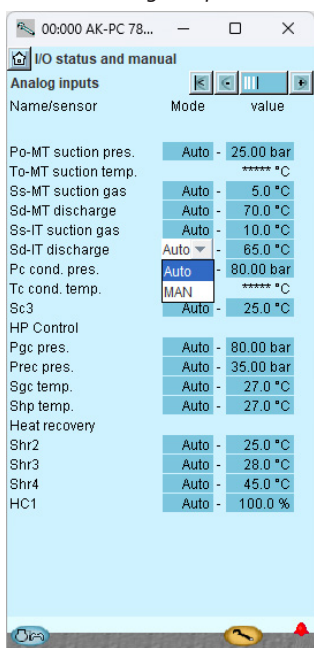 00:000 AK-PC 78...
I/O status and manual
Analog inputs
Name/sensor Mode value
Po-MT suction pres. Auto - 25.00 bar
To-MT suction temp. ***** °C
Ss-MT suction gas Auto - 5.0 °C
Sd-MT discharge Auto - 70.0 °C
Ss-IT suction gas Auto - 10.0 °C
Sd-IT discharge Auto - 65.0 °C
Pc cond. pres. Auto - 80.00 bar
Tc cond. temp. MAN ***** °C
Sc3 Auto - 25.0 °C
HP Control
Pgc pres. Auto - 80.00 bar
Prec pres. Auto - 35.00 bar
Sgc temp. Auto - 27.0 °C
Shp temp. Auto - 27.0 °C
Heat recovery
Shr2 Auto - 25.0 °C
Shr3 Auto - 28.0 °C
Shr4 Auto - 45.0 °C
HC1 Auto - 100.0 %